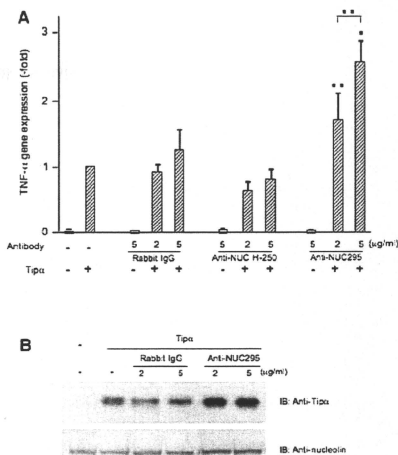 A
TNF-α gene expression (-fold)
3
2
1
0
** 
** *
Antibody - - 5 2 5 5 2 5 5 2 5 (μg/ml)
Rabbit IgG Anti-NUC H-250 Anti-NUC295
Tipα - + - + + - + + - + +
B
Tipα
- - Rabbit IgG Anti-NUC295
2 5 2 5 (μg/ml)
IB: Anti-Tipα
IB: Anti-nucleolin